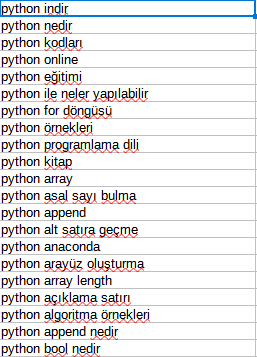 python indir
python nedir
python kodları
python online
python eğitimi
python ile neler yapılabilir
python for döngüsü
python örnekleri
python programlama dili
python kitap
python array
python asal sayı bulma
python append
python alt satıra geçme
python anaconda
python arayüz oluşturma
python array length
python açıklama satırı
python algoritma örnekleri
python append nedir
python bool nedir